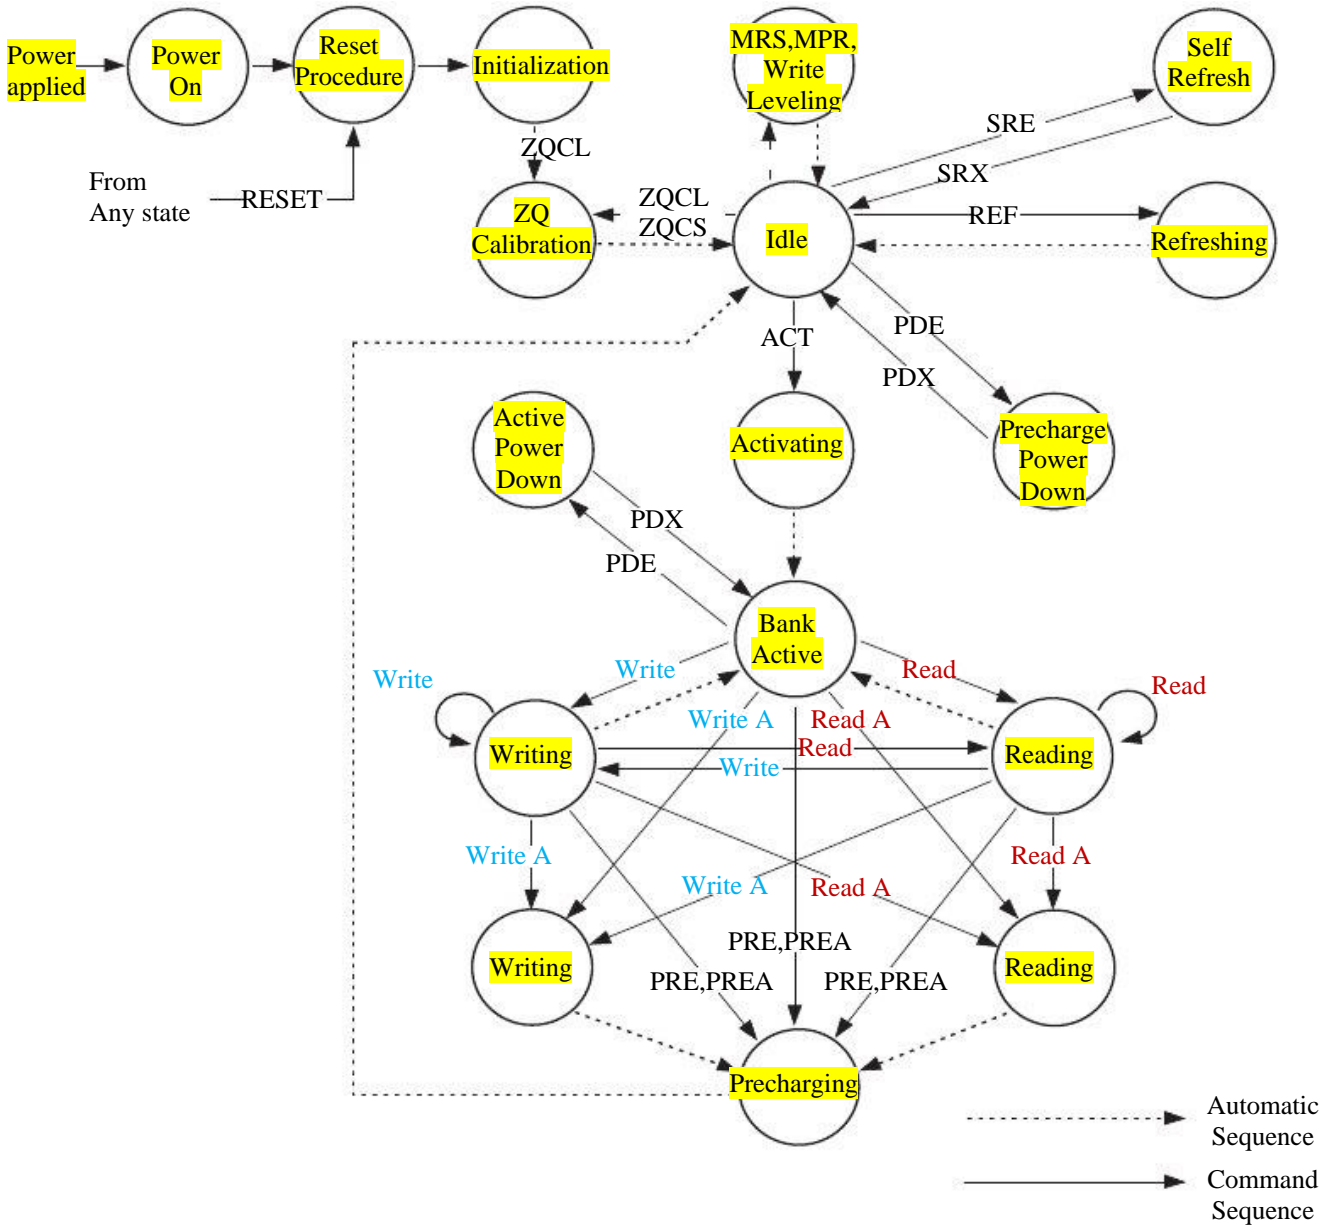 Power
applied
Power
On
Reset
Procedure
Initialization
MRS,MPR,
Write
Leveling
Self
Refresh
From
Any state
RESET
ZQCL
ZQ
Calibration
ZQCL
ZQCS
Idle
SRE
SRX
REF
Refreshing
ACT
PDE
PDX
Active
Power
Down
Activating
Precharge
Power
Down
PDX
PDE
Bank
Active
Write
Write
Read
Read
Write A
Read A
Writing
Read
Write
Reading
Write A
Write A
Read A
Read A
Writing
PRE,PREA
PRE,PREA
PRE,PREA
Reading
Precharging
Automatic
Sequence
Command
Sequence